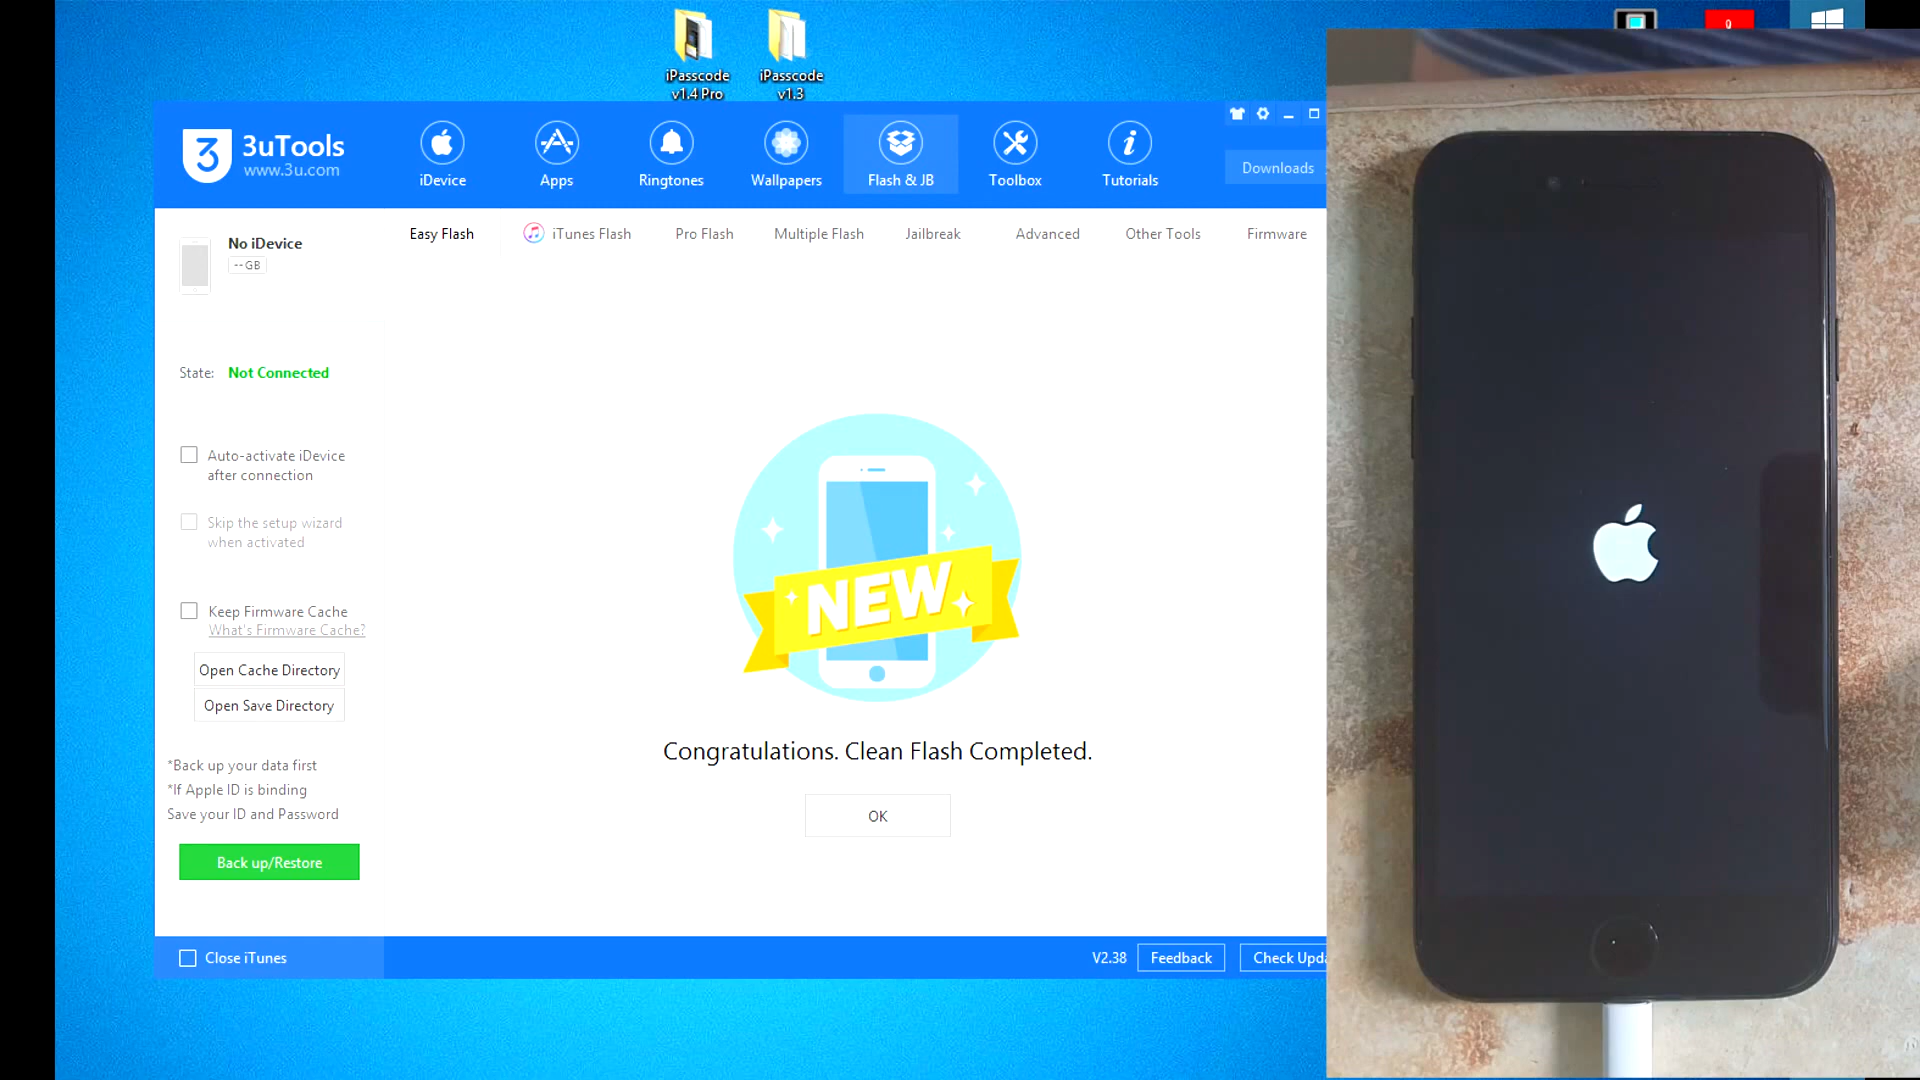 iPasscode
v1.4 Pro
iPasscode
v1.3
0
3
3uTools
www.3u.com
iDevice
Apps
Ringtones
Wallpapers
Flash & JB
Toolbox
Tutorials
Downloads
No iDevice
--GB
Easy Flash
iTunes Flash
Pro Flash
Multiple Flash
Jailbreak
Advanced
Other Tools
Firmware
State: Not Connected
Auto-activate iDevice
after connection
Skip the setup wizard
when activated
Keep Firmware Cache
What's Firmware Cache?
Open Cache Directory
Open Save Directory
*Back up your data first
*If Apple ID is binding
Save your ID and Password
Back up/Restore
NEW
Congratulations. Clean Flash Completed.
OK
Close iTunes
V2.38
Feedback
Check Upda